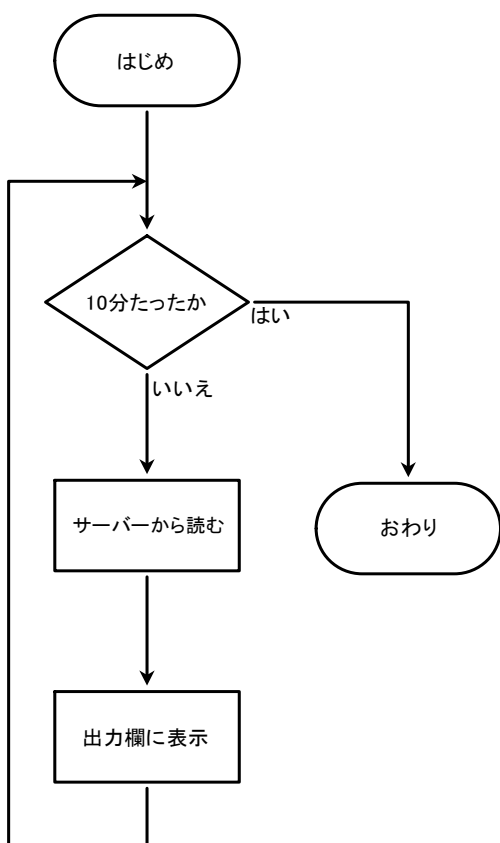 はじめ
10分たったか
はい
いいえ
サーバーから読む
おわり
出力欄に表示